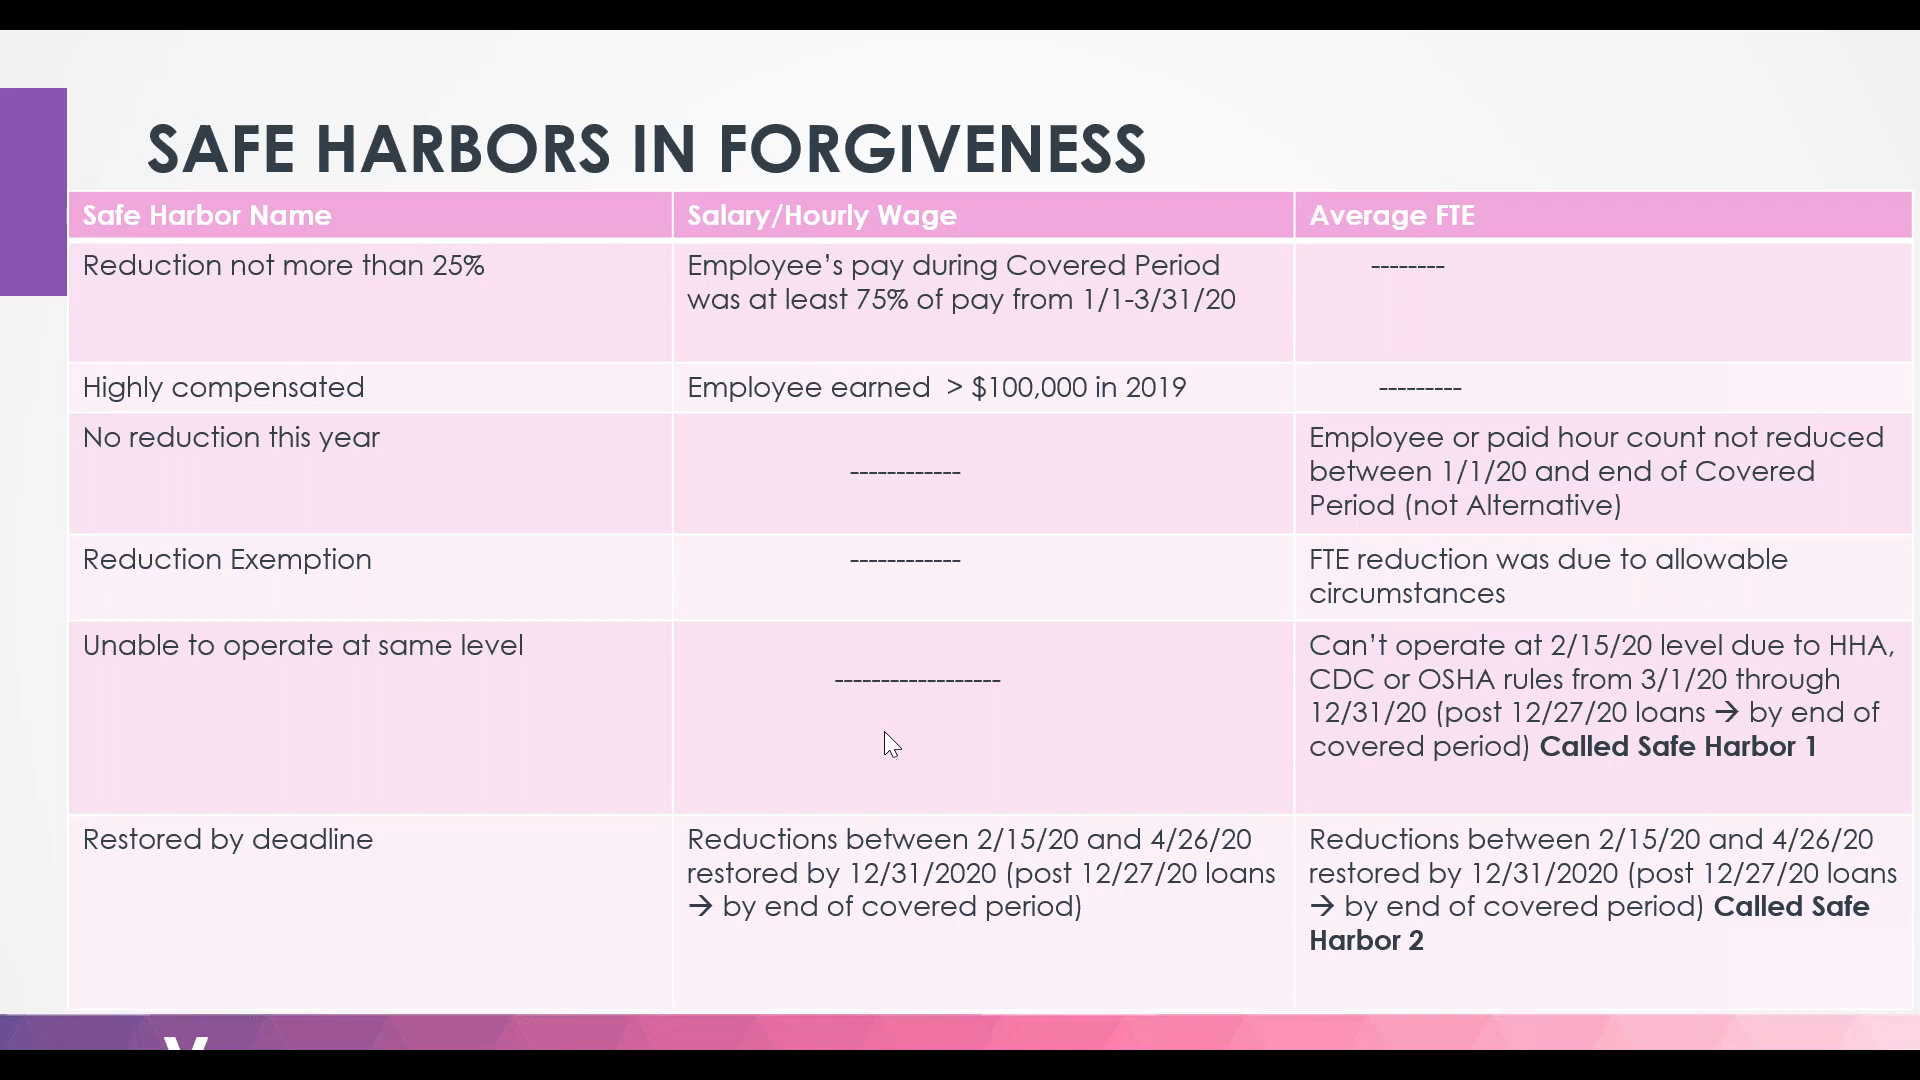 SAFE HARBORS IN FORGIVENESS
Safe Harbor Name
Salary/Hourly Wage
Average FTE
Reduction not more than 25%
Employee’s pay during Covered Period
was at least 75% of pay from 1/1-3/31/20
--------
Highly compensated
Employee earned  > $100,000 in 2019
---------
No reduction this year
------------
Employee or paid hour count not reduced
between 1/1/20 and end of Covered
Period (not Alternative)
Reduction Exemption
------------
FTE reduction was due to allowable
circumstances
Unable to operate at same level
------------------
Can’t operate at 2/15/20 level due to HHA,
CDC or OSHA rules from 3/1/20 through
12/31/20 (post 12/27/20 loans → by end of
covered period) Called Safe Harbor 1
Restored by deadline
Reductions between 2/15/20 and 4/26/20
restored by 12/31/2020 (post 12/27/20 loans
→ by end of covered period)
Reductions between 2/15/20 and 4/26/20
restored by 12/31/2020 (post 12/27/20 loans
→ by end of covered period) Called Safe
Harbor 2